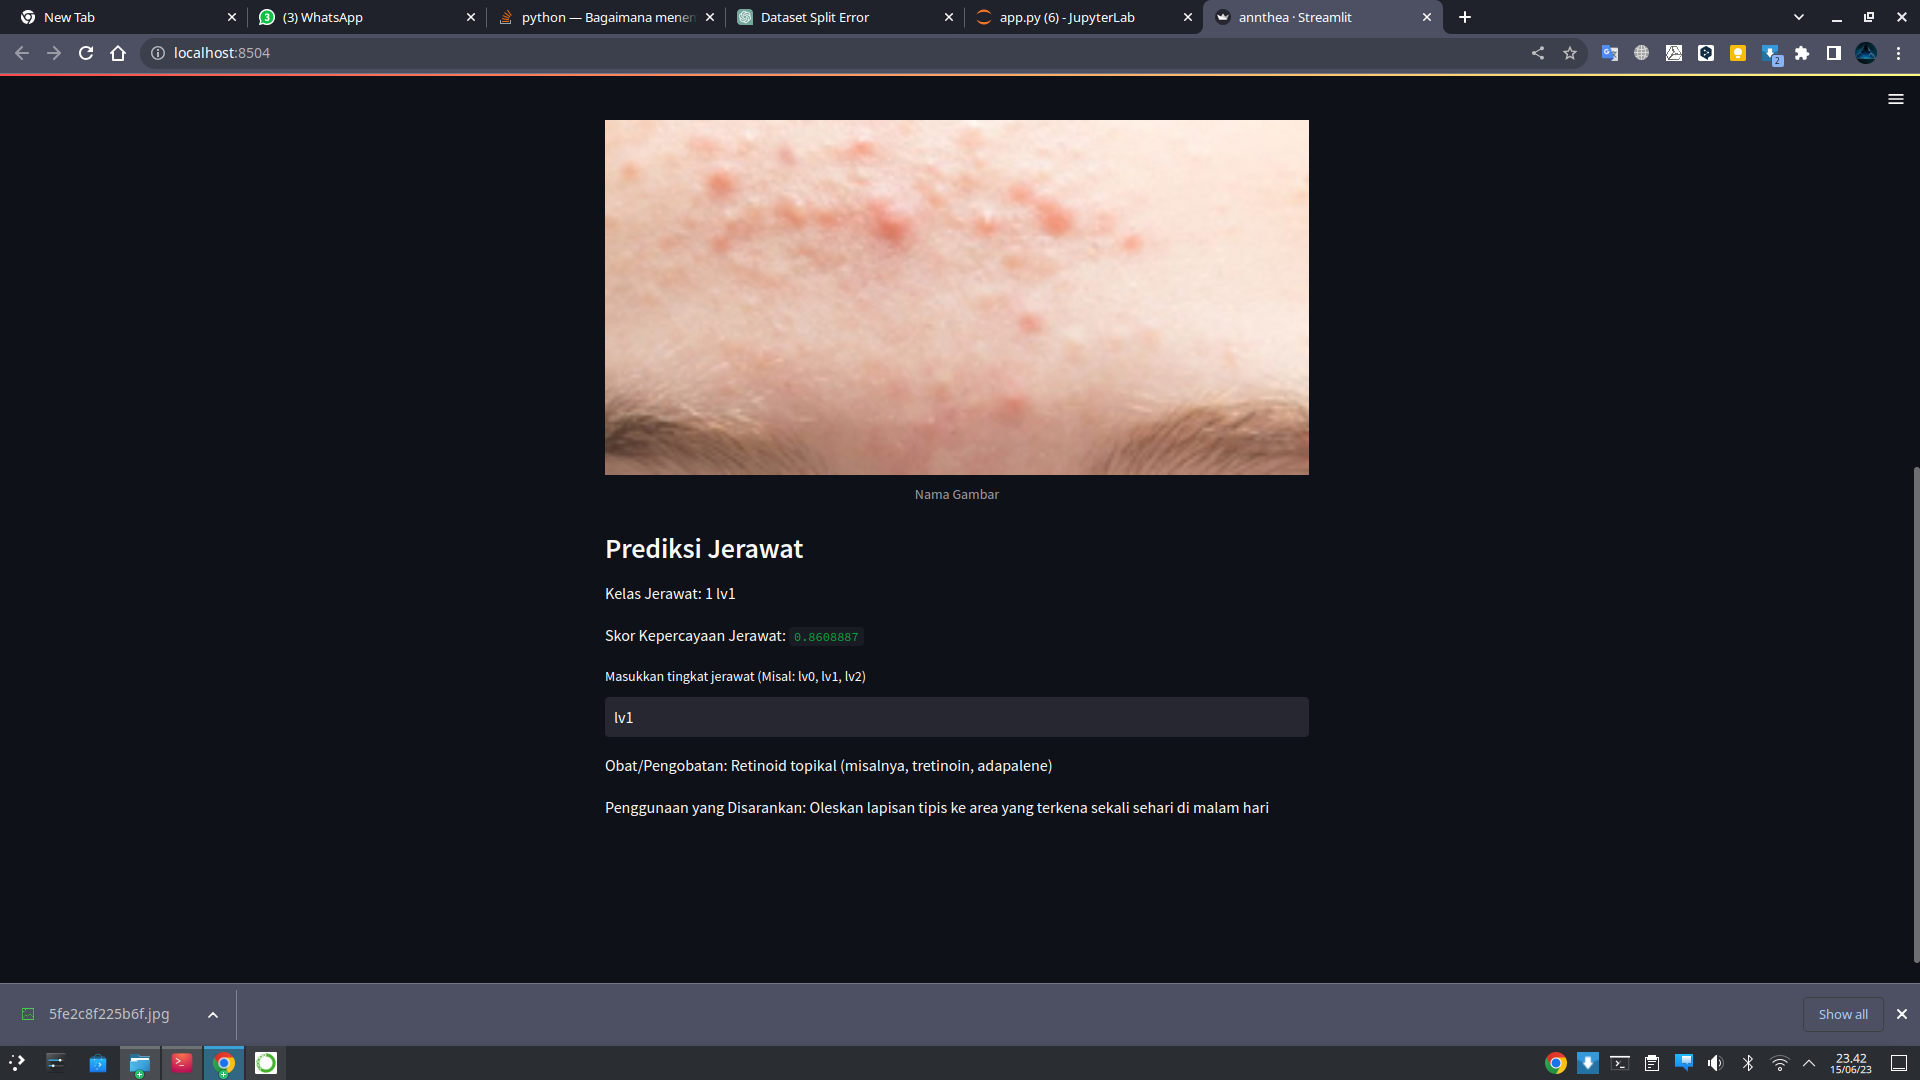 New Tab
(3) WhatsApp
python — Bagaimana mener
Dataset Split Error
app.py (6) - JupyterLab
annthea · Streamlit
localhost:8504
2
Nama Gambar
Prediksi Jerawat
Kelas Jerawat: 1 lv1
Skor Kepercayaan Jerawat: 0.8608887
Masukkan tingkat jerawat (Misal: lv0, lv1, lv2)
lv1
Obat/Pengobatan: Retinoid topikal (misalnya, tretinoin, adapalene)
Penggunaan yang Disarankan: Oleskan lapisan tipis ke area yang terkena sekali sehari di malam hari
5fe2c8f225b6f.jpg
Show all
23.42
15/06/23